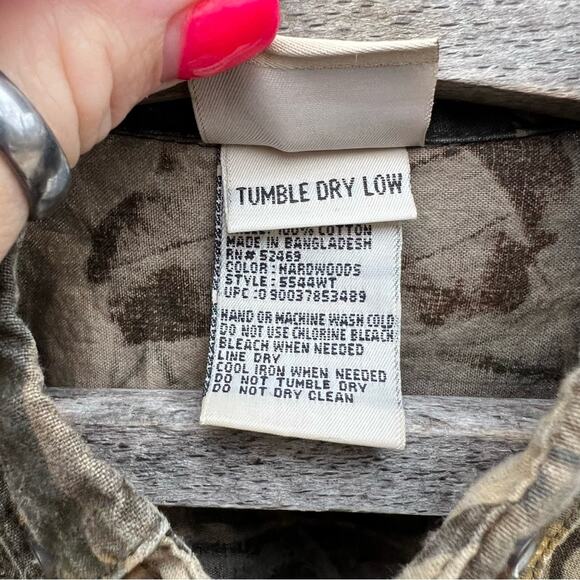 TUMBLE DRY LOW
100% COTTON
MADE IN BANGLADESH
RN# 52469
COLOR : HARDWOODS
STYLE : 5544WT
UPC :0 90037853489
HAND OR MACHINE WASH COLD
DO NOT USE CHLORINE BLEACH
BLEACH WHEN NEEDED
LINE DRY
COOL IRON WHEN NEEDED
DO NOT TUMBLE DRY
DO NOT DRY CLEAN